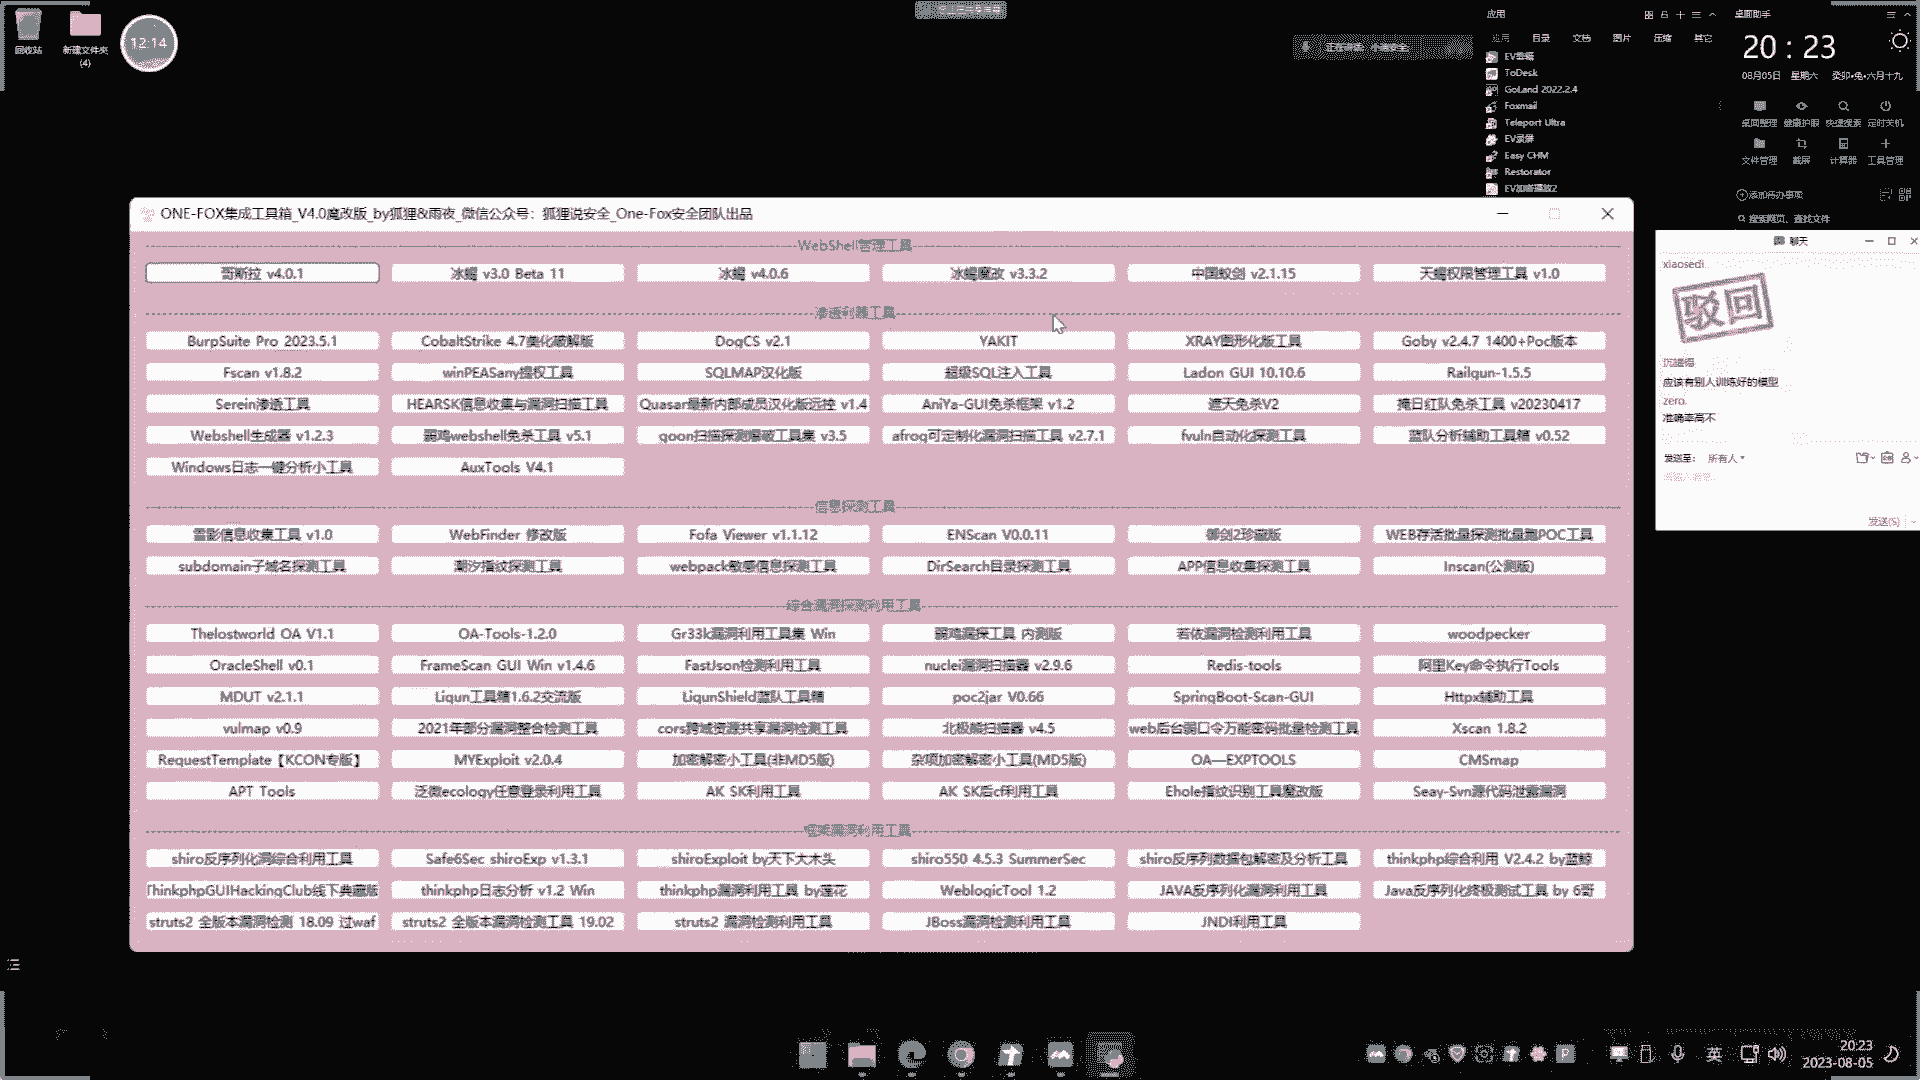 回收站
新建文件夹
(4)
12:14
正在讲话: 小迪安全
应用
应用 目录 文档 图片 压缩 其它
EV剪辑
ToDesk
GoLand 2022.2.4
Foxmail
Teleport Ultra
EV录屏
Easy CHM
Restorator
EV加密播放2
桌面助手
20 : 23
08月05日 星期六 癸卯•兔•六月十九
桌面整理 健康护眼 快速搜索 定时关机
文件管理 截屏 计算器 工具管理
添加待办事项
搜索网页、查找文件
ONE-FOX集成工具箱_V4.0魔改版_by狐狸&雨夜_微信公众号：狐狸说安全_One-Fox安全团队出品
WebShell管理工具
哥斯拉 v4.0.1 冰蝎 v3.0 Beta 11 冰蝎 v4.0.6 冰蝎魔改 v3.3.2 中国蚁剑 v2.1.15 天蝎权限管理工具 v1.0
渗透利器工具
BurpSuite Pro 2023.5.1 CobaltStrike 4.7美化破解版 DogCS v2.1 YAKIT XRAY图形化版工具 Goby v2.4.7 1400+Poc版本
Fscan v1.8.2 winPEASany提权工具 SQLMAP汉化版 超级SQL注入工具 Ladon GUI 10.10.6 Railgun-1.5.5
Serein渗透工具 HEARSK信息收集与漏洞扫描工具 Quasar最新内部成员汉化版远控 v1.4 AniYa-GUI免杀框架 v1.2 遮天免杀V2 掩日红队免杀工具 v20230417
Webshell生成器 v1.2.3 弱鸡webshell免杀工具 v5.1 goon扫描探测爆破工具集 v3.5 afrog可定制化漏洞扫描工具 v2.7.1 fvuln自动化探测工具 蓝队分析辅助工具箱 v0.52
Windows日志一键分析小工具 AuxTools V4.1
信息探测工具
雪影信息收集工具 v1.0 WebFinder 修改版 Fofa Viewer v1.1.12 ENScan V0.0.11 御剑2珍藏版 WEB存活批量探测批量跑POC工具
subdomain子域名探测工具 潮汐指纹探测工具 webpack敏感信息探测工具 DirSearch目录探测工具 APP信息收集探测工具 Inscan(公测版)
综合漏洞探测利用工具
Thelostworld OA V1.1 OA-Tools-1.2.0 Gr33k漏洞利用工具集 Win 弱鸡漏探工具 内测版 若依漏洞检测利用工具 woodpecker
OracleShell v0.1 FrameScan GUI Win v1.4.6 FastJson检测利用工具 nuclei漏洞扫描器 v2.9.6 Redis-tools 阿里Key命令执行Tools
MDUT v2.1.1 Liqun工具箱1.6.2交流版 LiqunShield蓝队工具箱 poc2jar V0.66 SpringBoot-Scan-GUI Httpx辅助工具
vulmap v0.9 2021年部分漏洞整合检测工具 cors跨域资源共享漏洞检测工具 北极熊扫描器 v4.5 web后台弱口令万能密码批量检测工具 Xscan 1.8.2
RequestTemplate【KCON专版】 MYExploit v2.0.4 加密解密小工具(非MD5版) 杂项加密解密小工具(MD5版) OA—EXPTOOLS CMSmap
APT Tools 泛微ecology任意登录利用工具 AK SK利用工具 AK SK后cf利用工具 Ehole指纹识别工具魔改版 Seay-Svn源代码泄露漏洞
框架漏洞利用工具
shiro反序列化洞综合利用工具 Safe6Sec shiroExp v1.3.1 shiroExploit by天下大木头 shiro550 4.5.3 SummerSec shiro反序列数据包解密及分析工具 thinkphp综合利用 V2.4.2 by蓝鲸
ThinkphpGUIHackingClub线下典藏版 thinkphp日志分析 v1.2 Win thinkphp漏洞利用工具 by莲花 WeblogicTool 1.2 JAVA反序列化漏洞利用工具 Java反序列化终极测试工具 by 6哥
struts2 全版本漏洞检测 18.09 过waf struts2 全版本漏洞检测工具 19.02 struts2 漏洞检测利用工具 JBoss漏洞检测利用工具 JNDI利用工具
聊天
xiaosedi
驳回
应该有别人训练好的模型
zero.
准确率高不
发送至: 所有人
发送(S)
英
20:23
2023-08-05